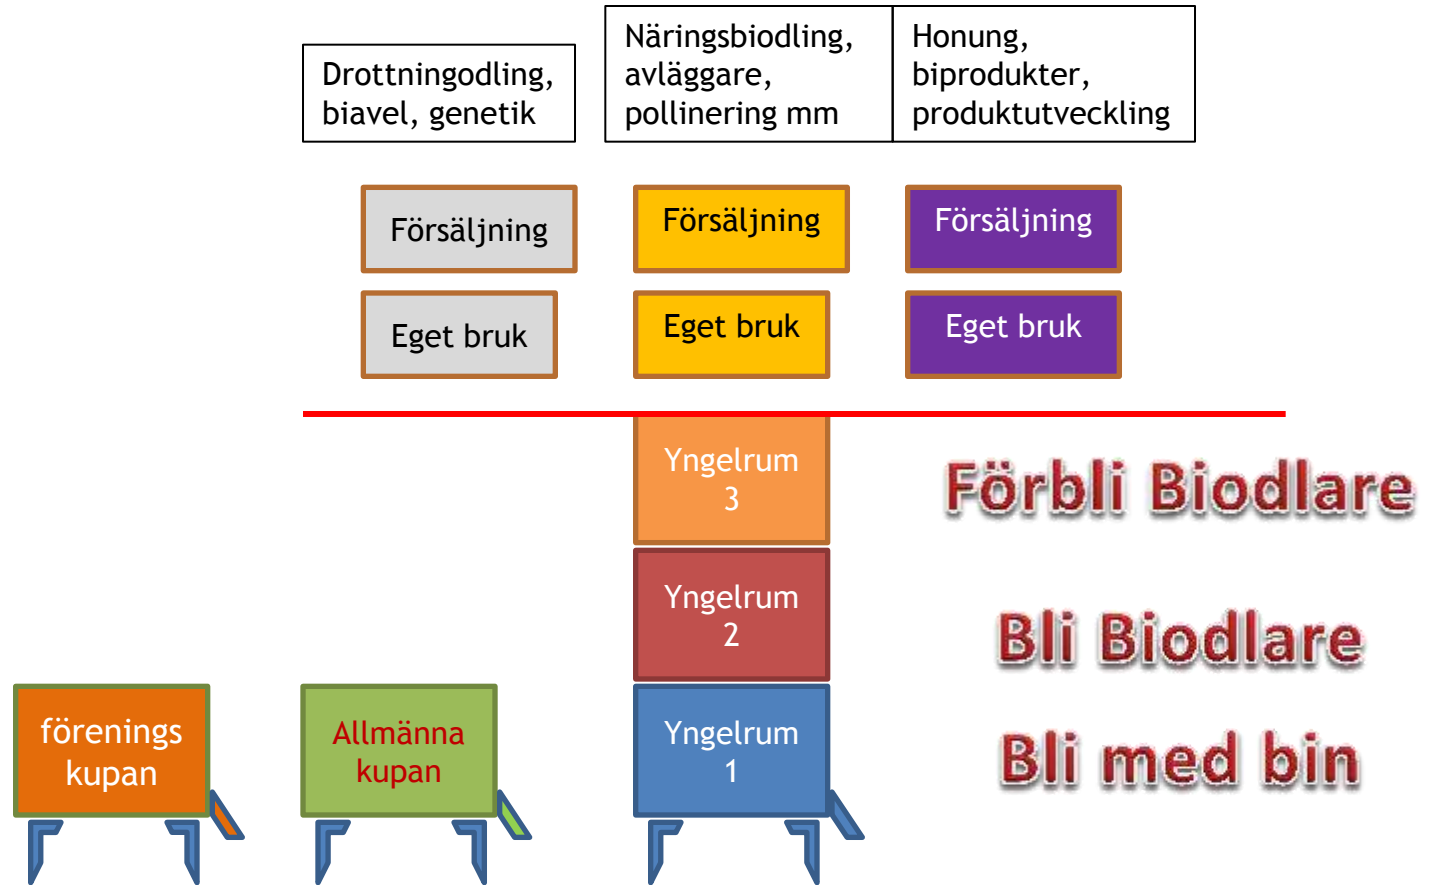 Drottningodling,
biavel, genetik
Näringsbiodling,
avläggare,
pollinering mm
Honung,
biprodukter,
produktutveckling
Försäljning
Försäljning
Försäljning
Eget bruk
Eget bruk
Eget bruk
Yngelrum
3
Förbli Biodlare
Yngelrum
2
Bli Biodlare
förenings
kupan
Allmänna
kupan
Yngelrum
1
Bli med bin